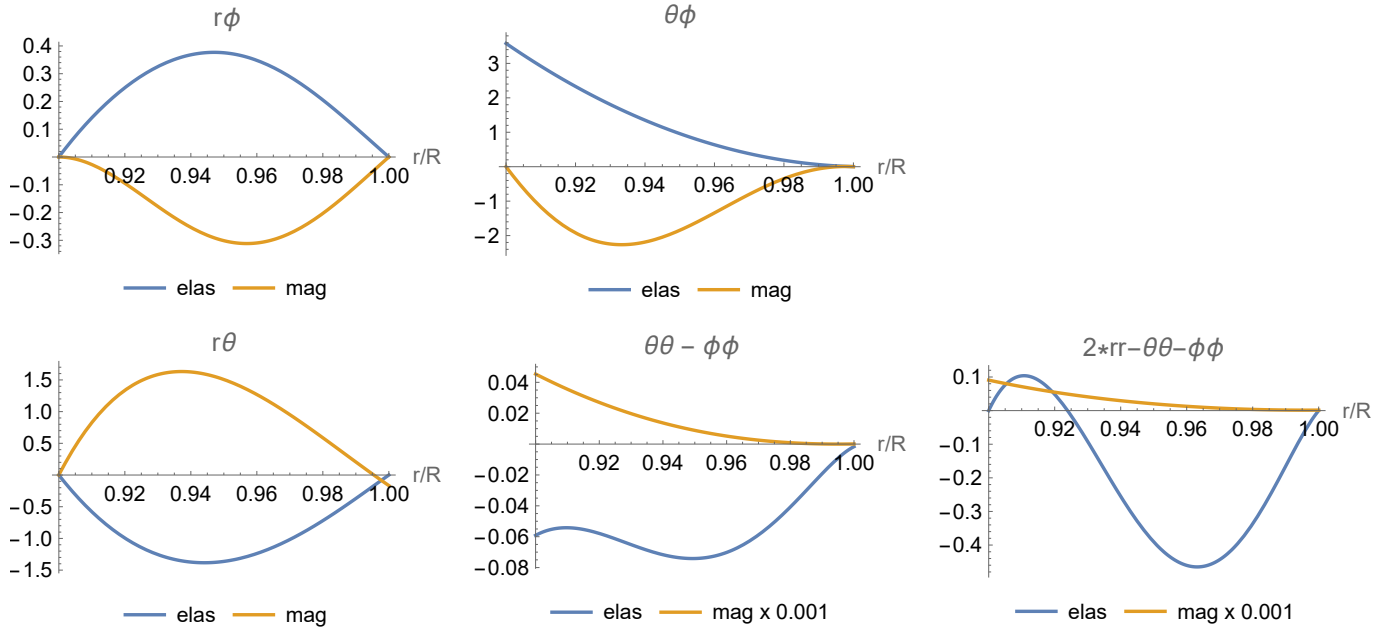 rϕ
0.4
0.3
0.2
0.1
-0.1
-0.2
-0.3
0.92 0.94 0.96 0.98 1.00
r/R
elas mag
θϕ
3
2
1
-1
-2
0.92 0.94 0.96 0.98 1.00
r/R
elas mag
rθ
1.5
1.0
0.5
-0.5
-1.0
-1.5
0.92 0.94 0.96 0.98 1.00
r/R
elas mag
θθ - ϕϕ
0.04
0.02
-0.02
-0.04
-0.06
-0.08
0.92 0.94 0.96 0.98 1.00
r/R
elas mag x 0.001
2*rr-θθ-ϕϕ
0.1
-0.1
-0.2
-0.3
-0.4
0.92 0.94 0.96 0.98 1.00
r/R
elas mag x 0.001